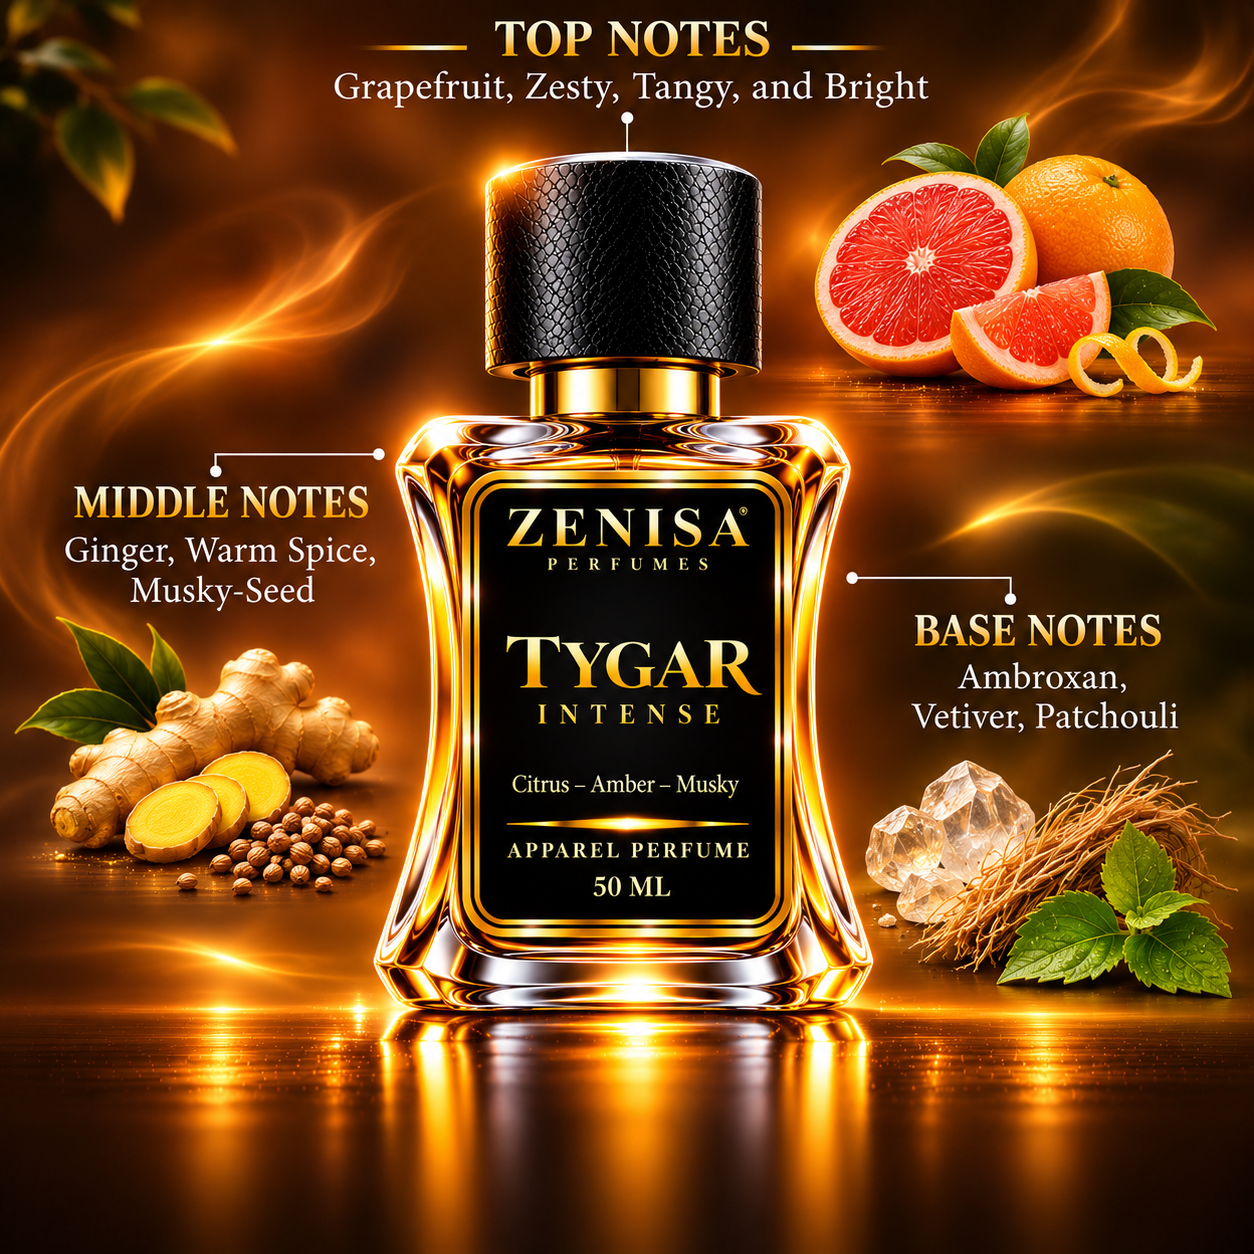 TOP NOTES
Grapefruit, Zesty, Tangy, and Bright
MIDDLE NOTES
Ginger, Warm Spice,
Musky-Seed
ZENISA®
PERFUMES
TYGAR
INTENSE
Citrus – Amber – Musky
APPAREL PERFUME
50 ML
BASE NOTES
Ambroxan,
Vetiver, Patchouli